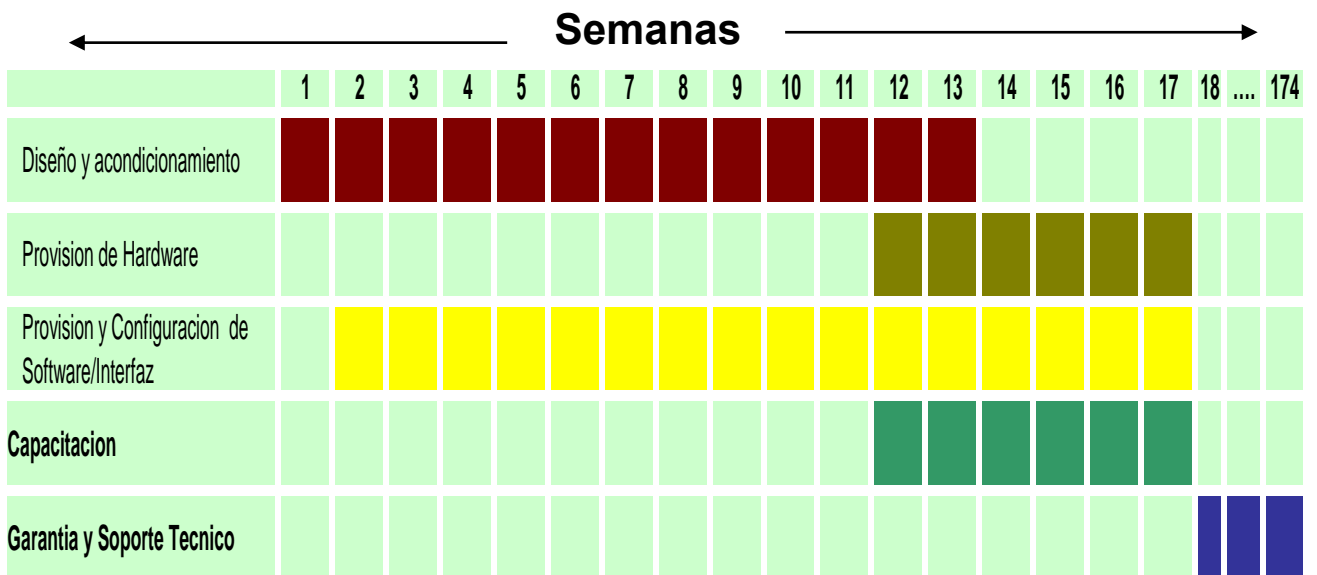 Semanas
1 2 3 4 5 6 7 8 9 10 11 12 13 14 15 16 17 18 .... 174
Diseño y acondicionamiento
Provision de Hardware
Provision y Configuracion de
Software/Interfaz
Capacitacion
Garantia y Soporte Tecnico